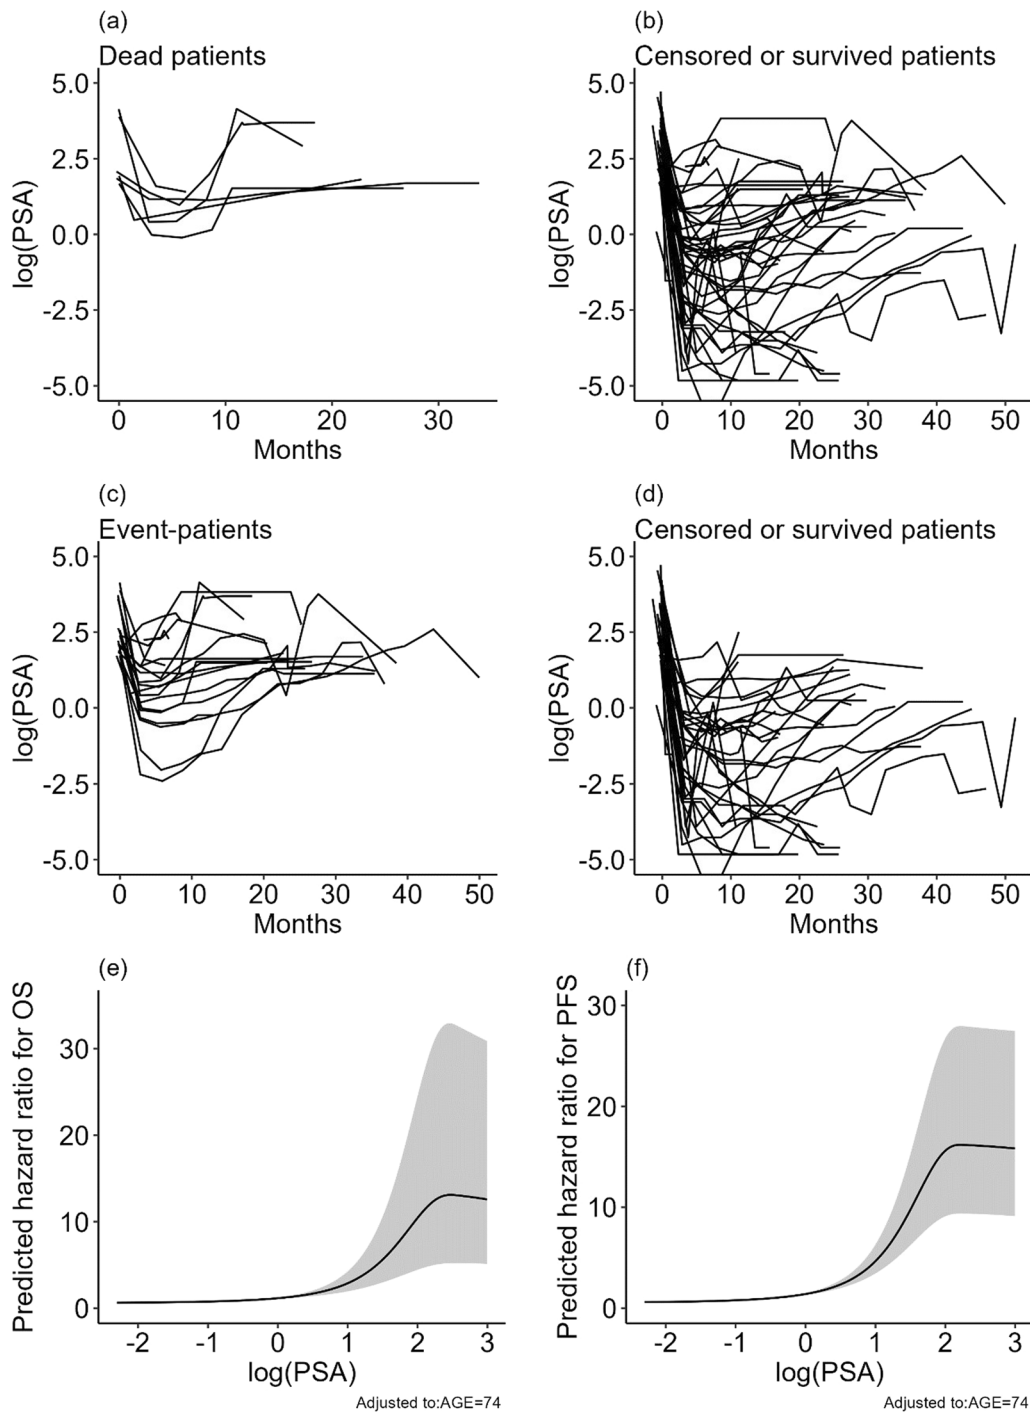 (a)
Dead patients
5.0
2.5
0.0
-2.5
-5.0
log(PSA)
0 10 20 30
Months
(b)
Censored or survived patients
5.0
2.5
0.0
-2.5
-5.0
log(PSA)
0 10 20 30 40 50
Months
(c)
Event-patients
5.0
2.5
0.0
-2.5
-5.0
log(PSA)
0 10 20 30 40 50
Months
(d)
Censored or survived patients
5.0
2.5
0.0
-2.5
-5.0
log(PSA)
0 10 20 30 40 50
Months
(e)
Predicted hazard ratio for OS
30
20
10
0
-2 -1 0 1 2 3
log(PSA)
Adjusted to:AGE=74
(f)
Predicted hazard ratio for PFS
30
20
10
0
-2 -1 0 1 2 3
log(PSA)
Adjusted to:AGE=74